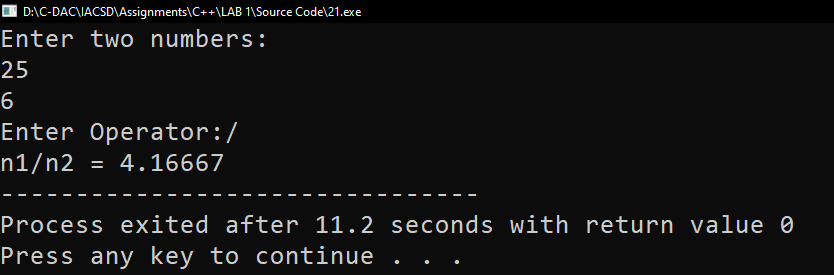 D:\C-DAC\IACSD\Assignments\C++\LAB 1\Source Code\21.exe
Enter two numbers:
25
6
Enter Operator:/
n1/n2 = 4.16667
--------------------------------
Process exited after 11.2 seconds with return value 0
Press any key to continue . . .